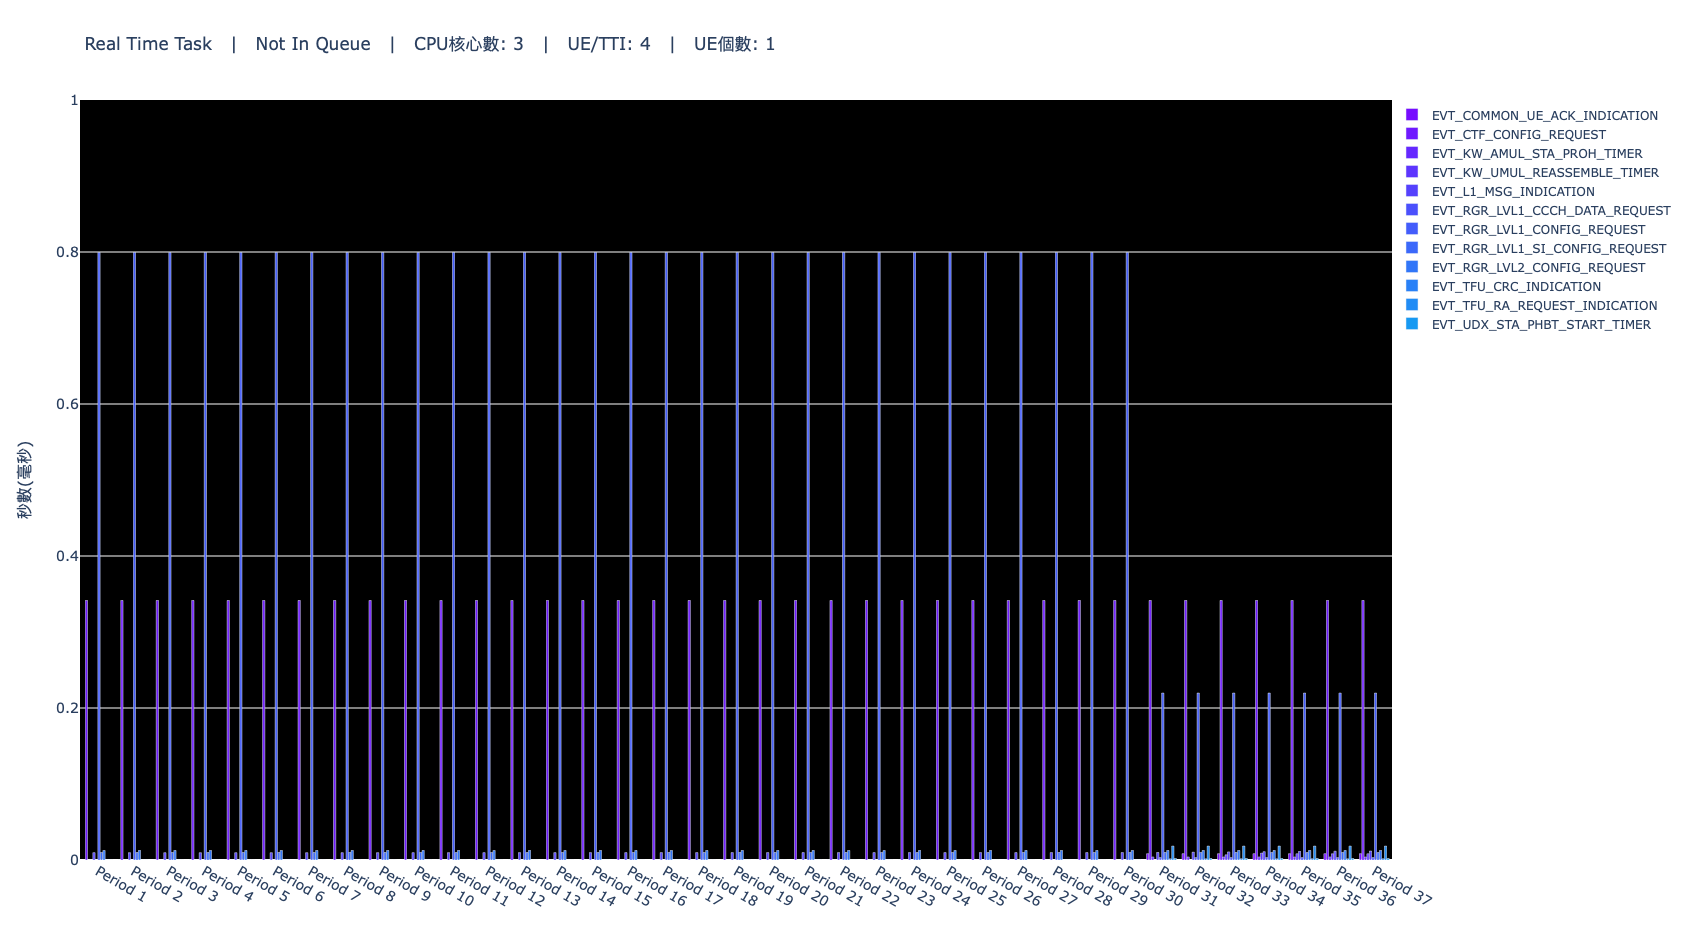 Real Time Task | Not In Queue | CPU核心數: 3 | UE/TTI: 4 | UE個數: 1
秒數(毫秒)
1
0.8
0.6
0.4
0.2
0
Period 1
Period 2
Period 3
Period 4
Period 5
Period 6
Period 7
Period 8
Period 9
Period 10
Period 11
Period 12
Period 13
Period 14
Period 15
Period 16
Period 17
Period 18
Period 19
Period 20
Period 21
Period 22
Period 23
Period 24
Period 25
Period 26
Period 27
Period 28
Period 29
Period 30
Period 31
Period 32
Period 33
Period 34
Period 35
Period 36
Period 37
EVT_COMMON_UE_ACK_INDICATION
EVT_CTF_CONFIG_REQUEST
EVT_KW_AMUL_STA_PROH_TIMER
EVT_KW_UMUL_REASSEMBLE_TIMER
EVT_L1_MSG_INDICATION
EVT_RGR_LVL1_CCCH_DATA_REQUEST
EVT_RGR_LVL1_CONFIG_REQUEST
EVT_RGR_LVL1_SI_CONFIG_REQUEST
EVT_RGR_LVL2_CONFIG_REQUEST
EVT_TFU_CRC_INDICATION
EVT_TFU_RA_REQUEST_INDICATION
EVT_UDX_STA_PHBT_START_TIMER